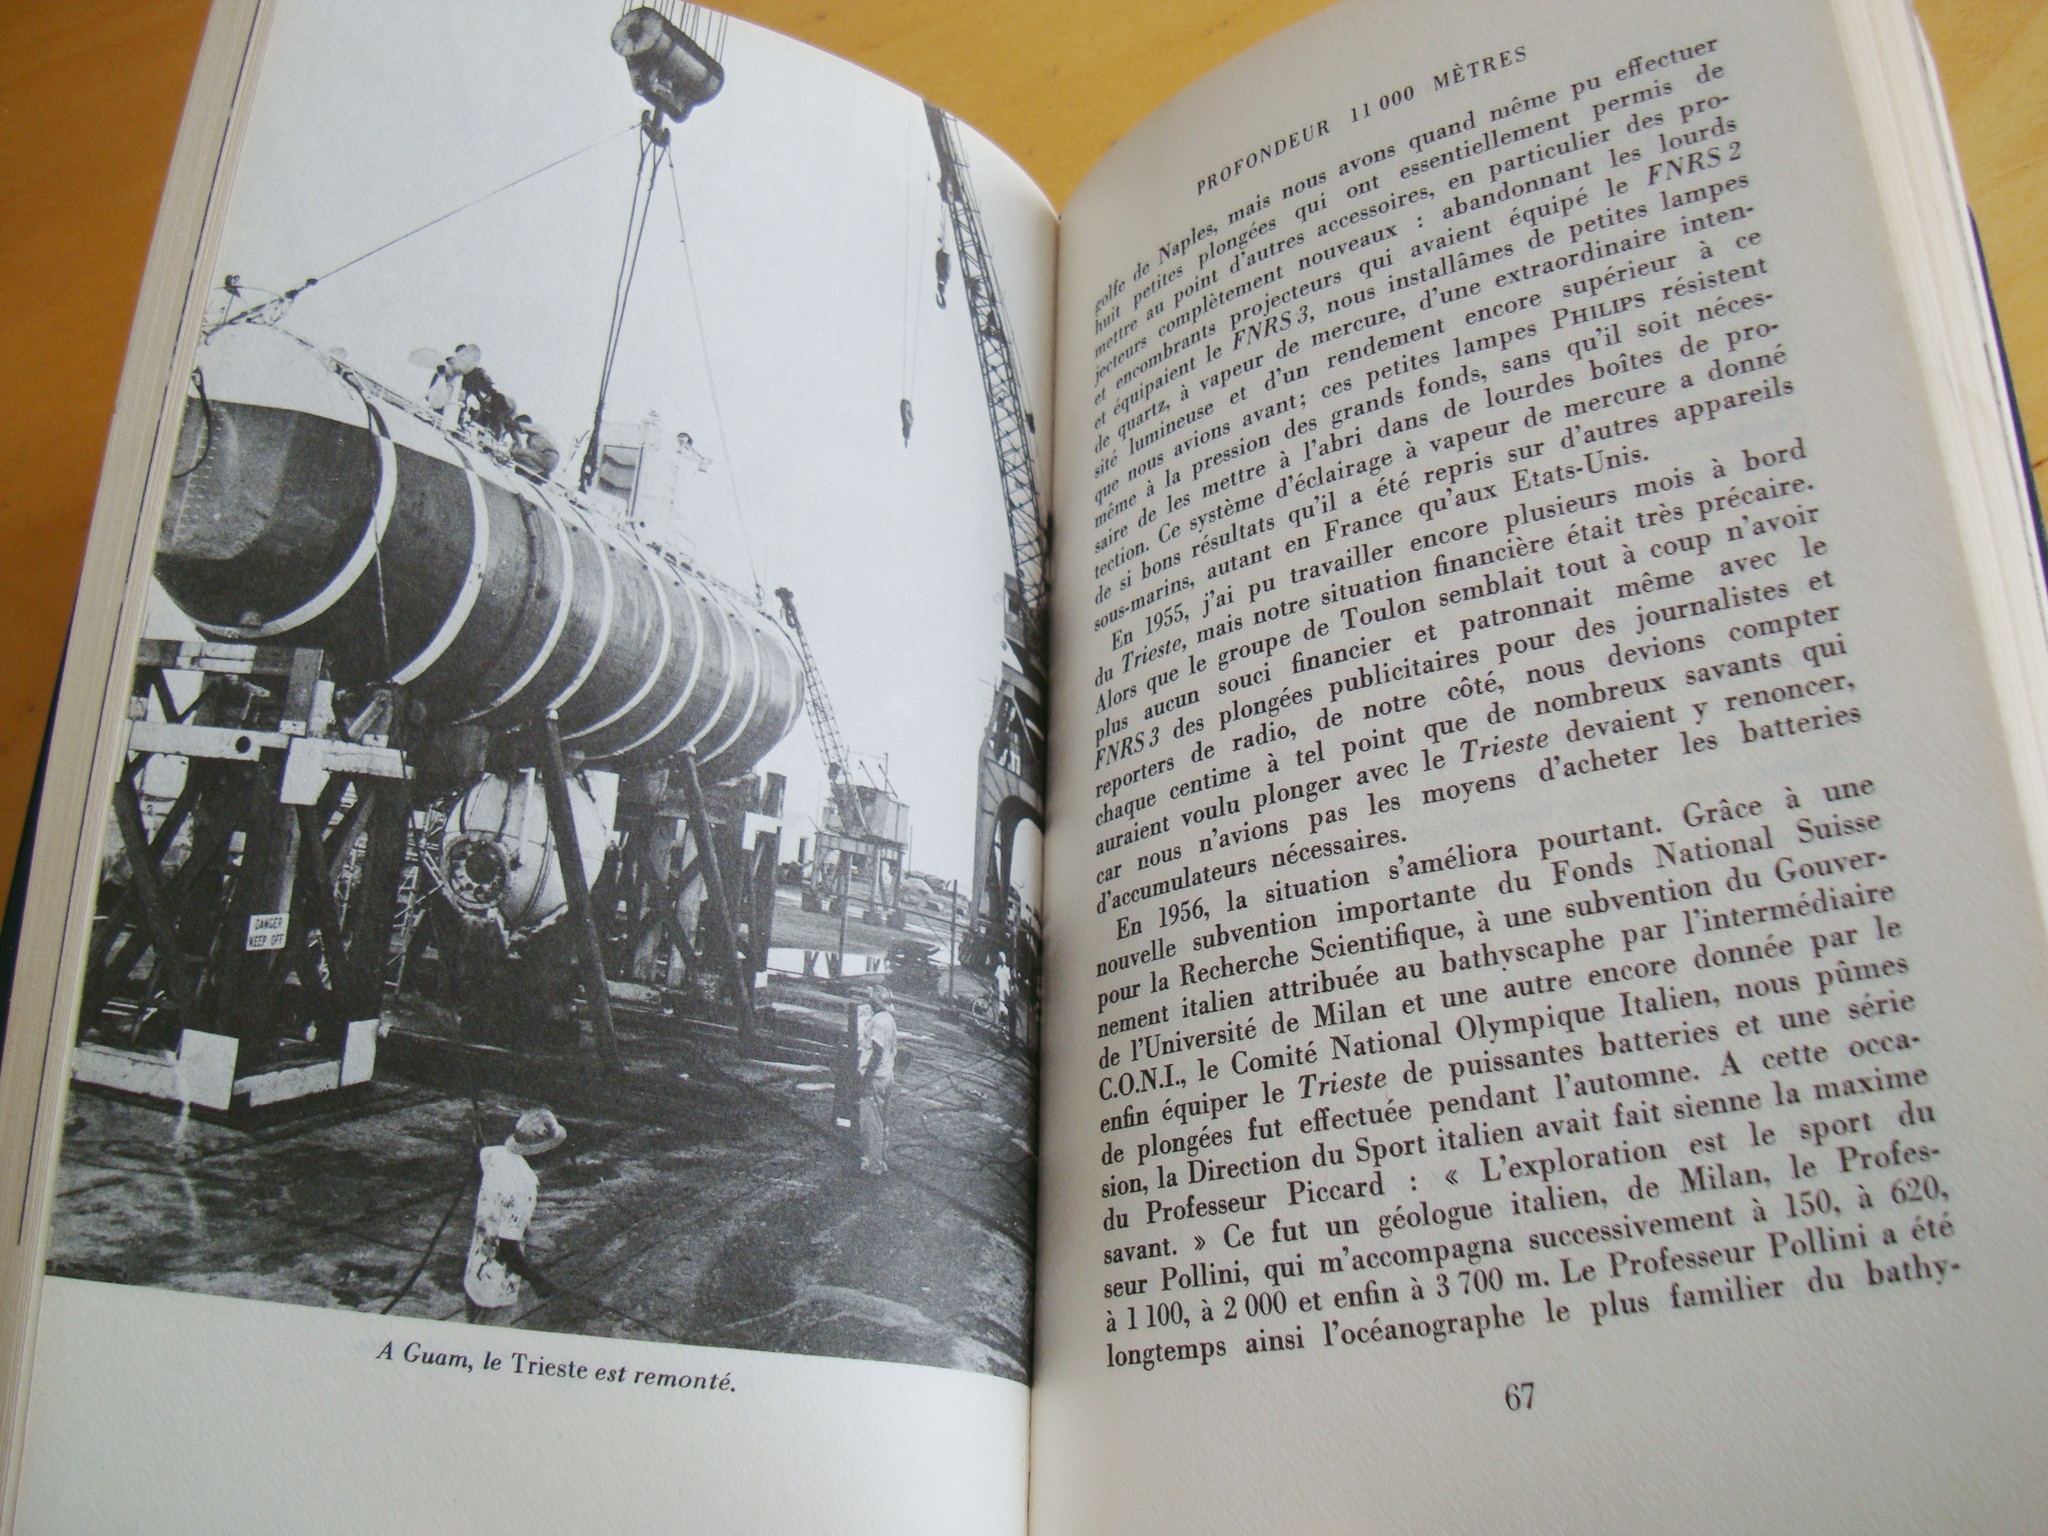 DANGER
KEEP OFF
A Guam, le Trieste est remonté.
PROFONDEUR 11 000 MÈTRES
golfe de Naples, mais nous avons quand même pu effectuer
huit petites plongées qui ont essentiellement permis de
mettre au point d'autres accessoires, en particulier des pro-
jecteurs complètement nouveaux : abandonnant les lourds
et encombrants projecteurs qui avaient équipé le FNRS 2
et équipaient le FNRS 3, nous installâmes de petites lampes
de quartz, à vapeur de mercure, d'une extraordinaire inten-
sité lumineuse et d'un rendement encore supérieur à ce
que nous avions avant ; ces petites lampes PHILIPS résistent
même à la pression des grands fonds, sans qu'il soit néces-
saire de les mettre à l'abri dans de lourdes boîtes de pro-
tection. Ce système d'éclairage à vapeur de mercure a donné
de si bons résultats qu'il a été repris sur d'autres appareils
sous-marins, autant en France qu'aux Etats-Unis.
En 1955, j'ai pu travailler encore plusieurs mois à bord
du Trieste, mais notre situation financière était très précaire.
Alors que le groupe de Toulon semblait tout à coup n'avoir
plus aucun souci financier et patronnait même avec le
FNRS 3 des plongées publicitaires pour des journalistes et
reporters de radio, de notre côté, nous devions compter
chaque centime à tel point que de nombreux savants qui
auraient voulu plonger avec le Trieste devaient y renoncer,
car nous n'avions pas les moyens d'acheter les batteries
d'accumulateurs nécessaires.
En 1956, la situation s'améliora pourtant. Grâce à une
nouvelle subvention importante du Fonds National Suisse
pour la Recherche Scientifique, à une subvention du Gouver-
nement italien attribuée au bathyscaphe par l'intermédiaire
de l'Université de Milan et une autre encore donnée par le
C.O.N.I., le Comité National Olympique Italien, nous pûmes
enfin équiper le Trieste de puissantes batteries et une série
de plongées fut effectuée pendant l'automne. A cette occa-
sion, la Direction du Sport italien avait fait sienne la maxime
du Professeur Piccard : « L'exploration est le sport du
savant. » Ce fut un géologue italien, de Milan, le Profes-
seur Pollini, qui m'accompagna successivement à 150, à 620,
à 1 100, à 2 000 et enfin à 3 700 m. Le Professeur Pollini a été
longtemps ainsi l'océanographe le plus familier du bathy-
67